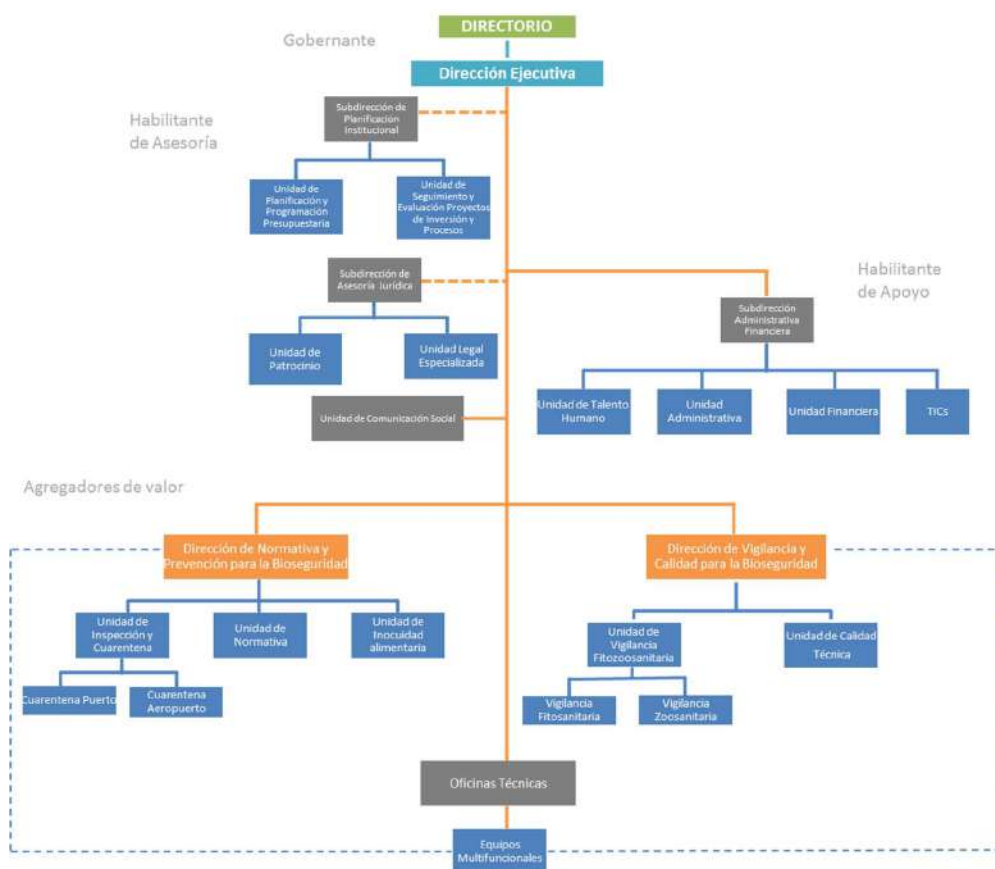 DIRECTORIO
Gobernante
Dirección Ejecutiva
Subdirección de
Planificación
Institucional
Habilitante
de Asesoría
Unidad de
Planificación y
Programación
Presupuestaria
Unidad de
Seguimiento y
Evaluación Proyectos
de Inversión y
Procesos
Subdirección de
Asesoría Jurídica
Habilitante
de Apoyo
Subdirección
Administrativa
Financiera
Unidad de
Patrocinio
Unidad Legal
Especializada
Unidad de Comunicación Social
Unidad de Talento
Humano
Unidad
Administrativa
Unidad Financiera
TICs
Agregadores de valor
Dirección de Normativa y
Prevención para la Bioseguridad
Dirección de Vigilancia y
Calidad para la Bioseguridad
Unidad de
Inspección y
Cuarentena
Unidad de
Normativa
Unidad de
Inocuidad
alimentaria
Unidad de
Vigilancia
Fitozoosanitaria
Unidad de Calidad
Técnica
Cuarentena Puerto
Cuarentena
Aeropuerto
Vigilancia
Fitosanitaria
Vigilancia
Zoosanitaria
Oficinas Técnicas
Equipos
Multifuncionales